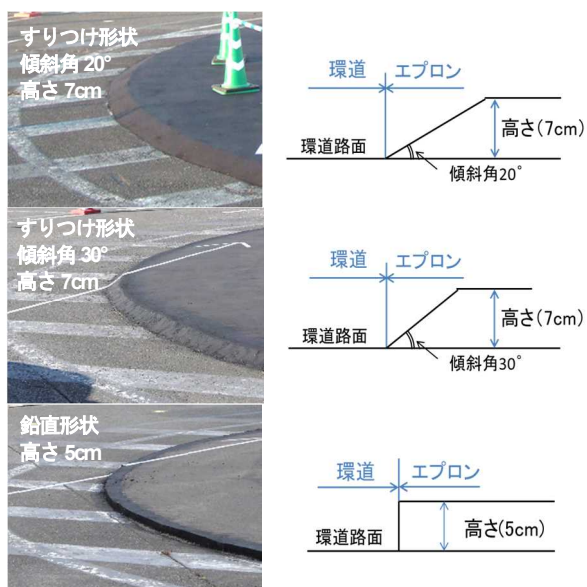 すりつけ形状
傾斜角 20°
高さ 7cm
環道 エプロン
環道路面
高さ(7cm)
傾斜角20°
すりつけ形状
傾斜角 30°
高さ 7cm
環道 エプロン
環道路面
高さ(7cm)
傾斜角30°
鉛直形状
高さ 5cm
環道 エプロン
環道路面
高さ(5cm)